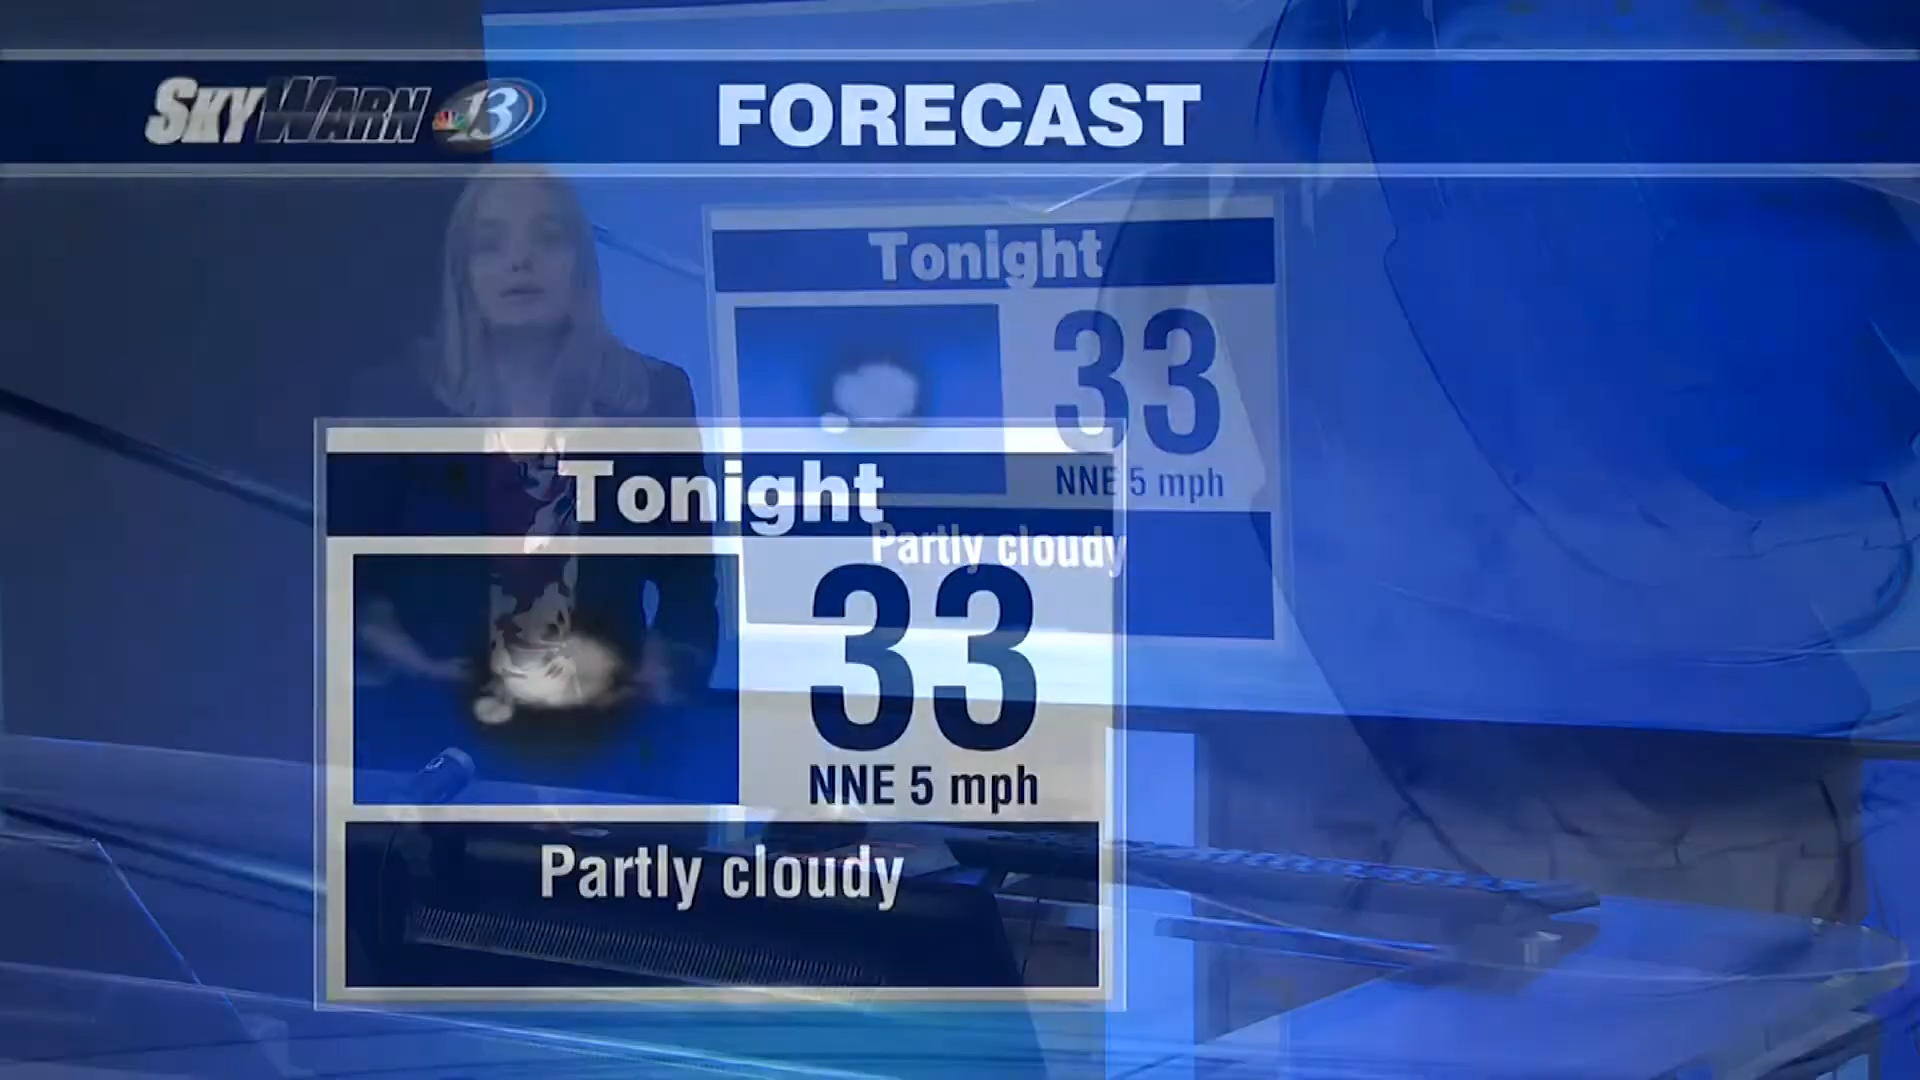 SKYWARN 13
FORECAST
Tonight
33
NNE 5 mph
Partly cloudy
Tonight
33
NNE 5 mph
Partly cloudy